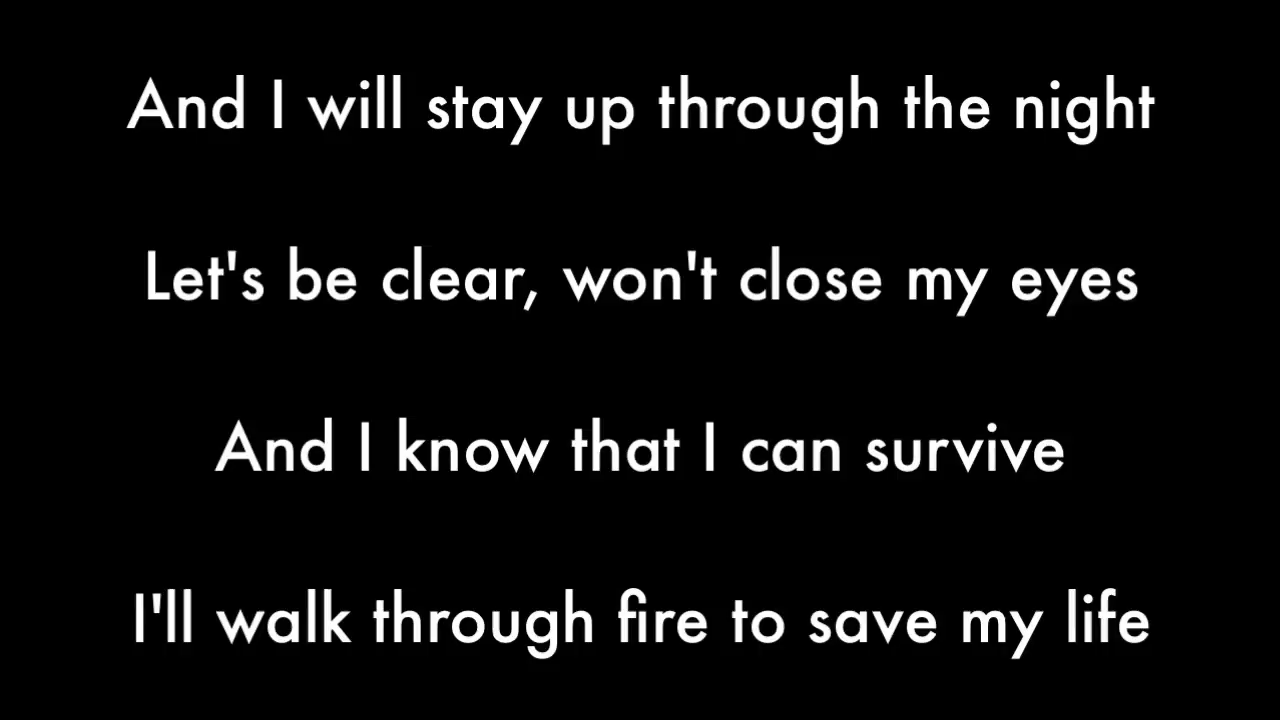 And I will stay up through the night
Let's be clear, won't close my eyes
And I know that I can survive
I'll walk through fire to save my life